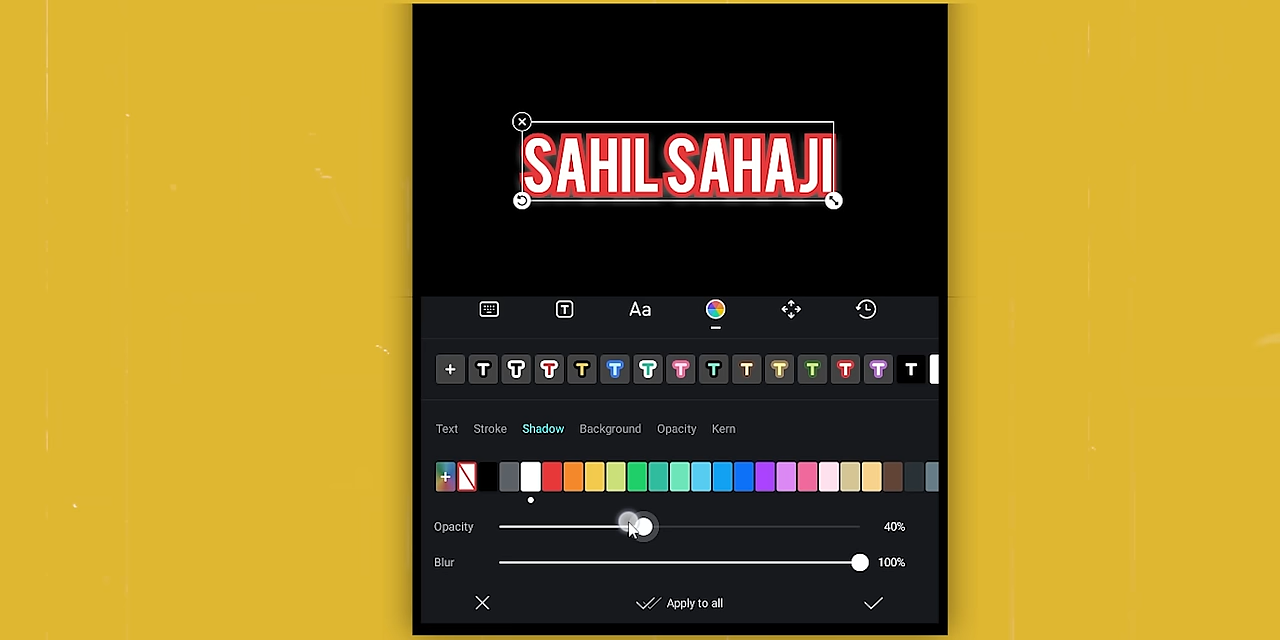 SAHIL SAHAJI
T
Aa
+ T T T T T T T T T T T T T T
Text Stroke Shadow Background Opacity Kern
+
Opacity 40%
Blur 100%
Apply to all